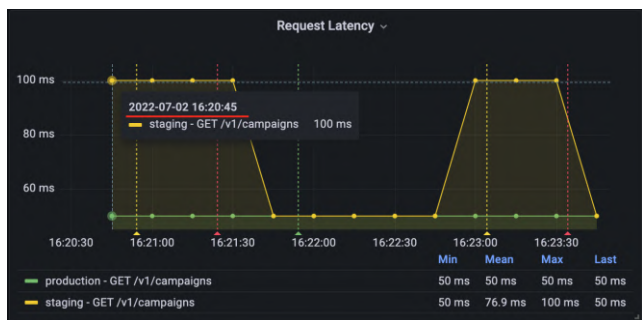 Request Latency
100 ms
80 ms
60 ms
2022-07-02 16:20:45
staging - GET /v1/campaigns 100 ms
16:20:30 16:21:00 16:21:30 16:22:00 16:22:30 16:23:00 16:23:30
Min Mean Max Last
production - GET /v1/campaigns 50 ms 50 ms 50 ms 50 ms
staging - GET /v1/campaigns 50 ms 76.9 ms 100 ms 50 ms